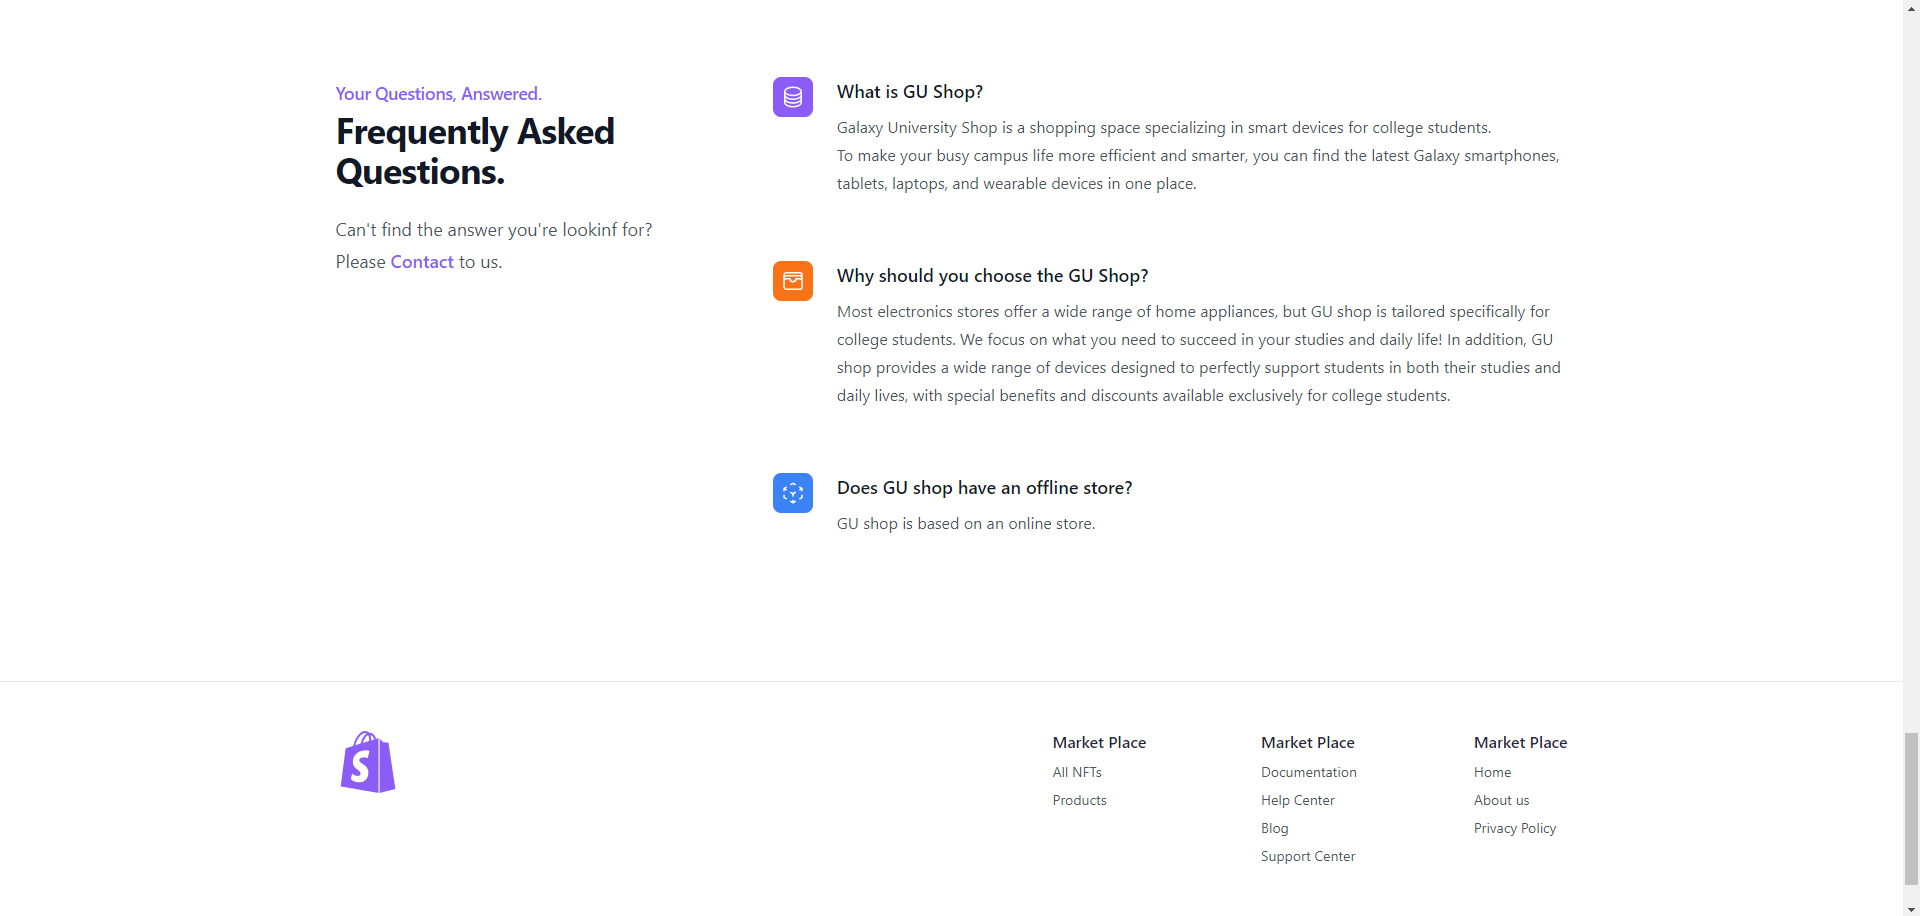 Your Questions, Answered.
Frequently Asked
Questions.
Can't find the answer you're lookinf for?
Please Contact to us.
What is GU Shop?
Galaxy University Shop is a shopping space specializing in smart devices for college students.
To make your busy campus life more efficient and smarter, you can find the latest Galaxy smartphones,
tablets, laptops, and wearable devices in one place.
Why should you choose the GU Shop?
Most electronics stores offer a wide range of home appliances, but GU shop is tailored specifically for
college students. We focus on what you need to succeed in your studies and daily life! In addition, GU
shop provides a wide range of devices designed to perfectly support students in both their studies and
daily lives, with special benefits and discounts available exclusively for college students.
Does GU shop have an offline store?
GU shop is based on an online store.
S
Market Place
All NFTs
Products
Market Place
Documentation
Help Center
Blog
Support Center
Market Place
Home
About us
Privacy Policy